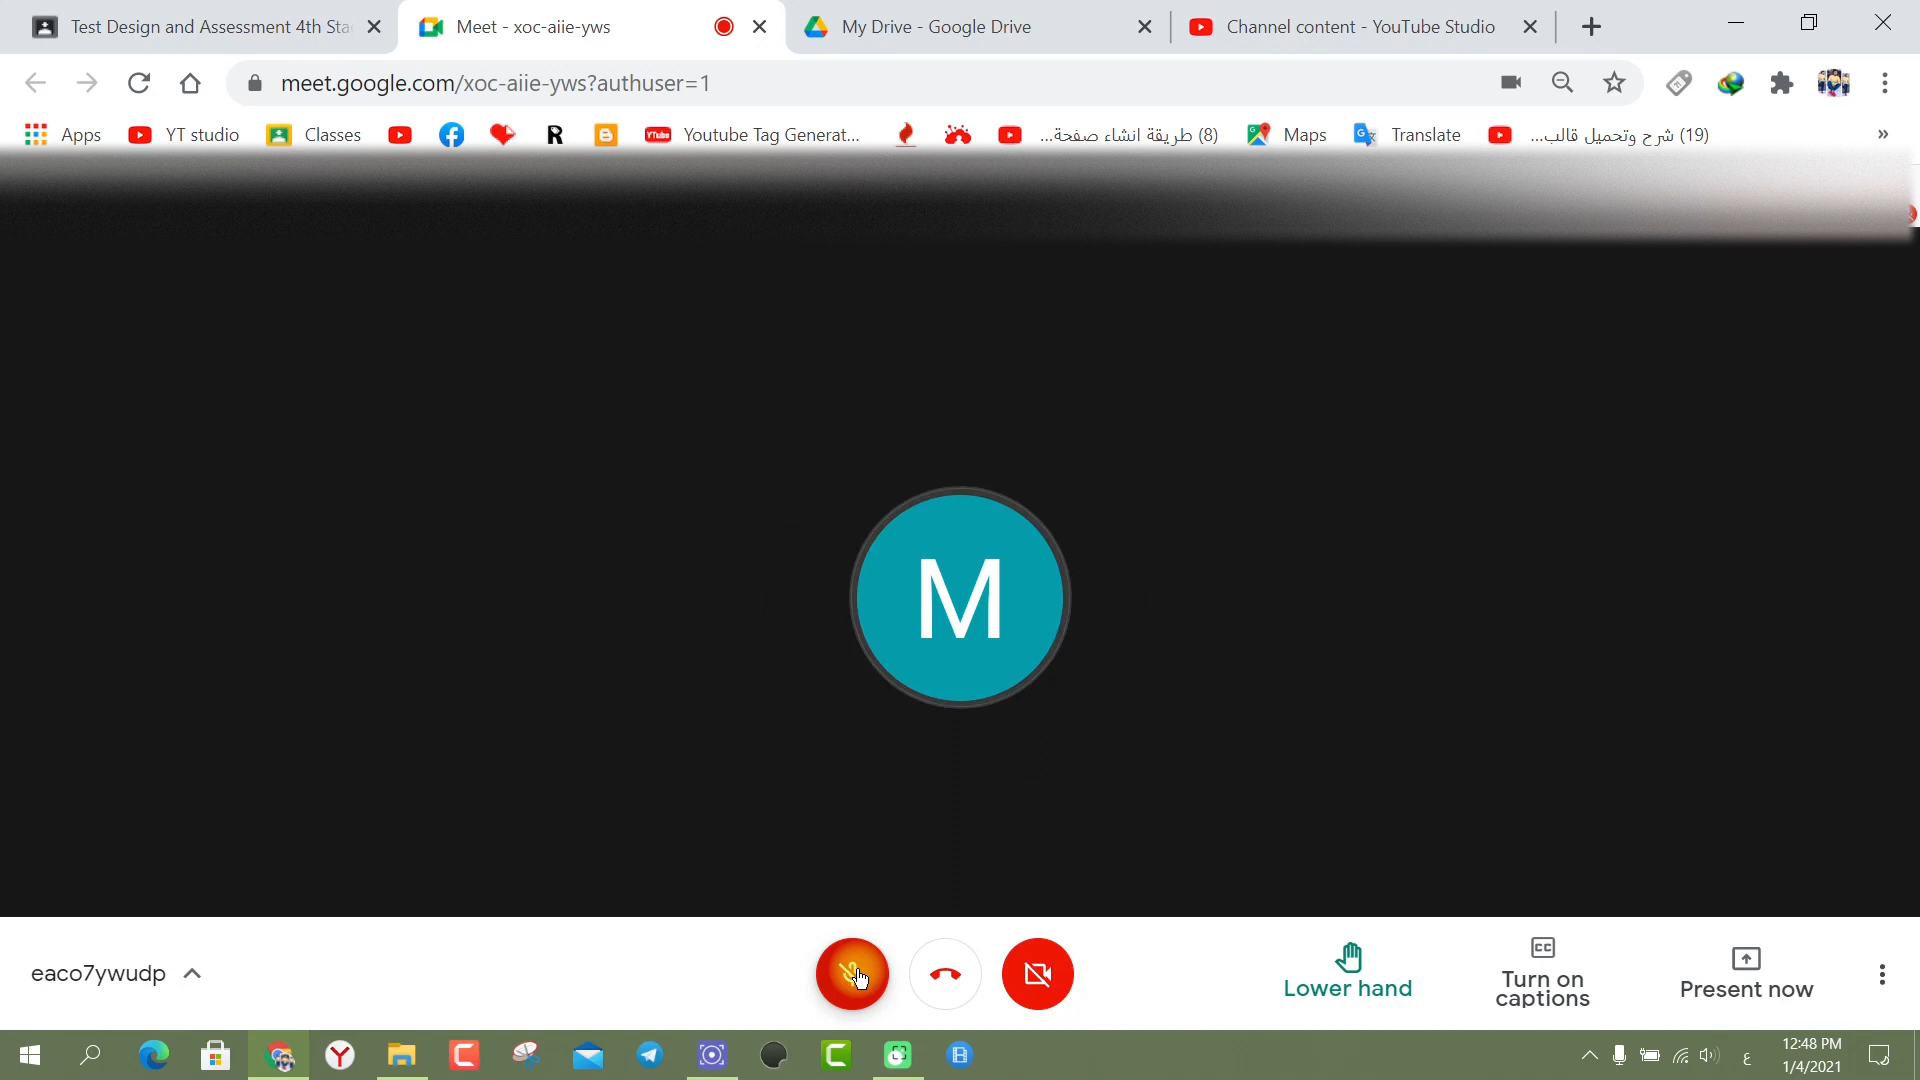 Test Design and Assessment 4th Sta
Meet - xoc-aiie-yws
My Drive - Google Drive
Channel content - YouTube Studio
meet.google.com/xoc-aiie-yws?authuser=1
Apps
YT studio
Classes
R
YTube
Youtube Tag Generat...
(8) طريقة انشاء صفحة...
Maps
Translate
(19) شرح وتحميل قالب...
»
M
eaco7ywudp
Lower hand
CC
Turn on
captions
Present now
ع
12:48 PM
1/4/2021